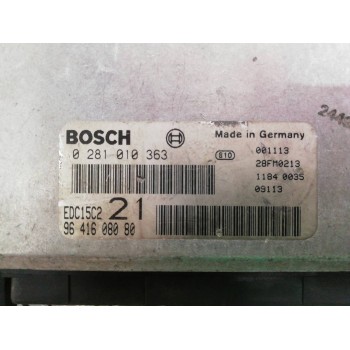 BOSCH Made in Germany
0 281 010 363 e10 001113
28FM0213
1184 0035
09113
EDC15C2 21
96 416 080 80